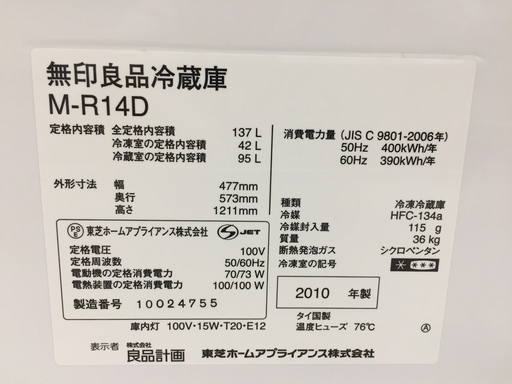 無印良品冷蔵庫
M-R14D
定格内容積 全定格内容積 137 L
冷凍室の定格内容積 42 L
冷蔵室の定格内容積 95 L
外形寸法 幅 477mm
奥行 573mm
高さ 1211mm
PS E 東芝ホームアプライアンス株式会社 S JET
定格電圧 100V
定格周波数 50/60Hz
電動機の定格消費電力 70/73 W
電熱装置の定格消費電力 100/100 W
製造番号 10024755
消費電力量 (JIS C 9801-2006年)
50Hz 400kWh/年
60Hz 390kWh/年
種類 冷凍冷蔵庫
冷媒 HFC-134a
冷媒封入量 115 g
質量 36 kg
断熱発泡ガス シクロペンタン
冷凍室の記号 * ***
2010 年製
タイ国製
庫内灯 100V・15W・T20・E12 温度ヒューズ 76℃ Ⓐ
表示者 株式会社 良品計画 東芝ホームアプライアンス株式会社